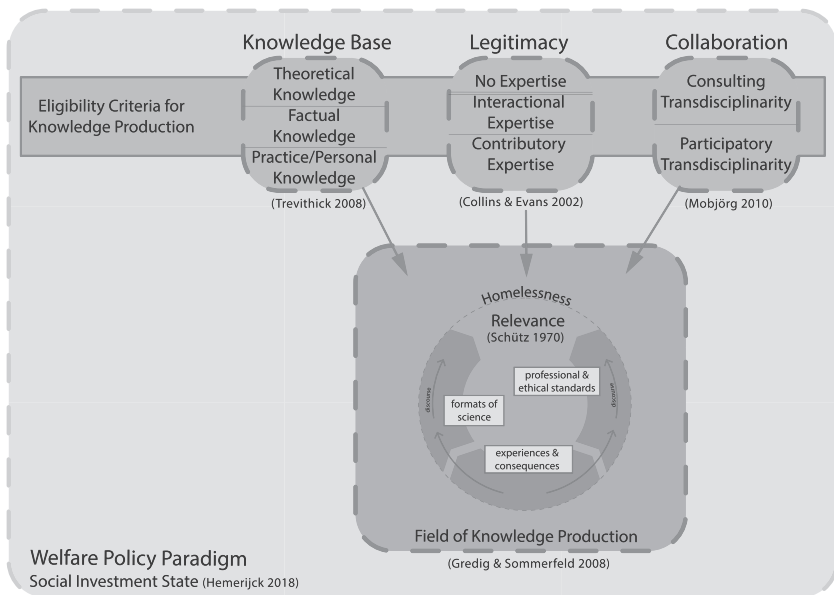 Knowledge Base
Legitimacy
Collaboration
Eligibility Criteria for
Knowledge Production
Theoretical
Knowledge
Factual
Knowledge
Practice/Personal
Knowledge
(Trevithick 2008)
No Expertise
Interactional
Expertise
Contributory
Expertise
(Collins & Evans 2002)
Consulting
Transdisciplinarity
Participatory
Transdisciplinarity
(Mobjörg 2010)
Homelessness
Relevance
(Schütz 1970)
professional &
ethical standards
formats of
science
discourse
discourse
experiences &
consequences
Field of Knowledge Production
(Gredig & Sommerfeld 2008)
Welfare Policy Paradigm
Social Investment State (Hemerijck 2018)